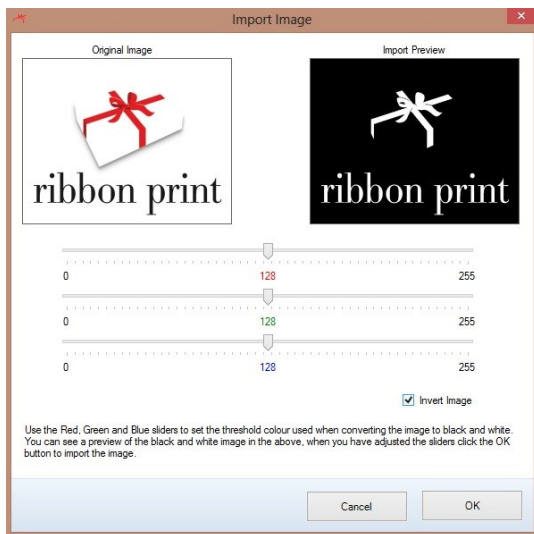 Import Image
Original Image
Import Preview
ribbon print
ribbon print
0 128 255
0 128 255
0 128 255
Invert Image
Use the Red, Green and Blue sliders to set the threshold colour used when converting the image to black and white.
You can see a preview of the black and white image in the above, when you have adjusted the sliders click the OK
button to import the image.
Cancel
OK